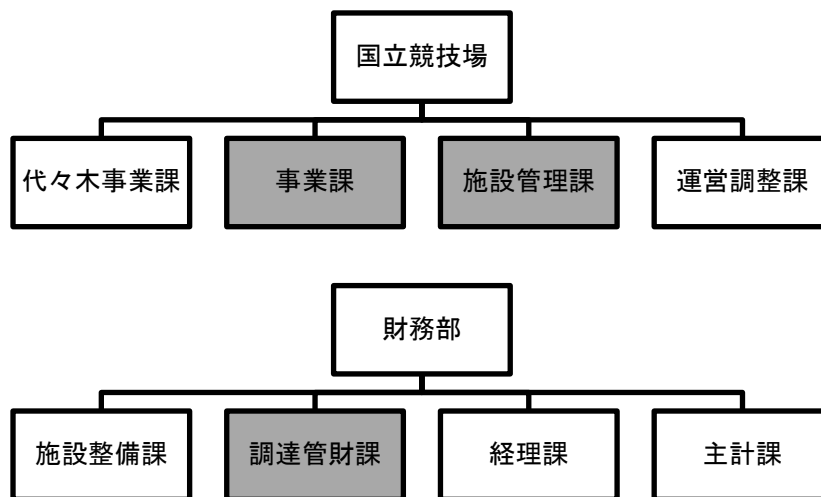 国立競技場
代々木事業課
事業課
施設管理課
運営調整課
財務部
施設整備課
調達管財課
経理課
主計課